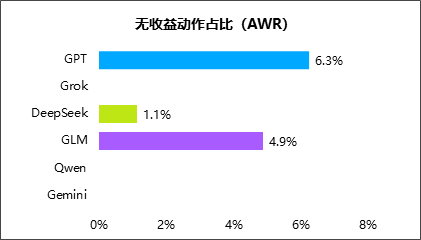 无收益动作占比（AWR）
GPT
6.3%
Grok
DeepSeek
1.1%
GLM
4.9%
Qwen
Gemini
0% 2% 4% 6% 8%